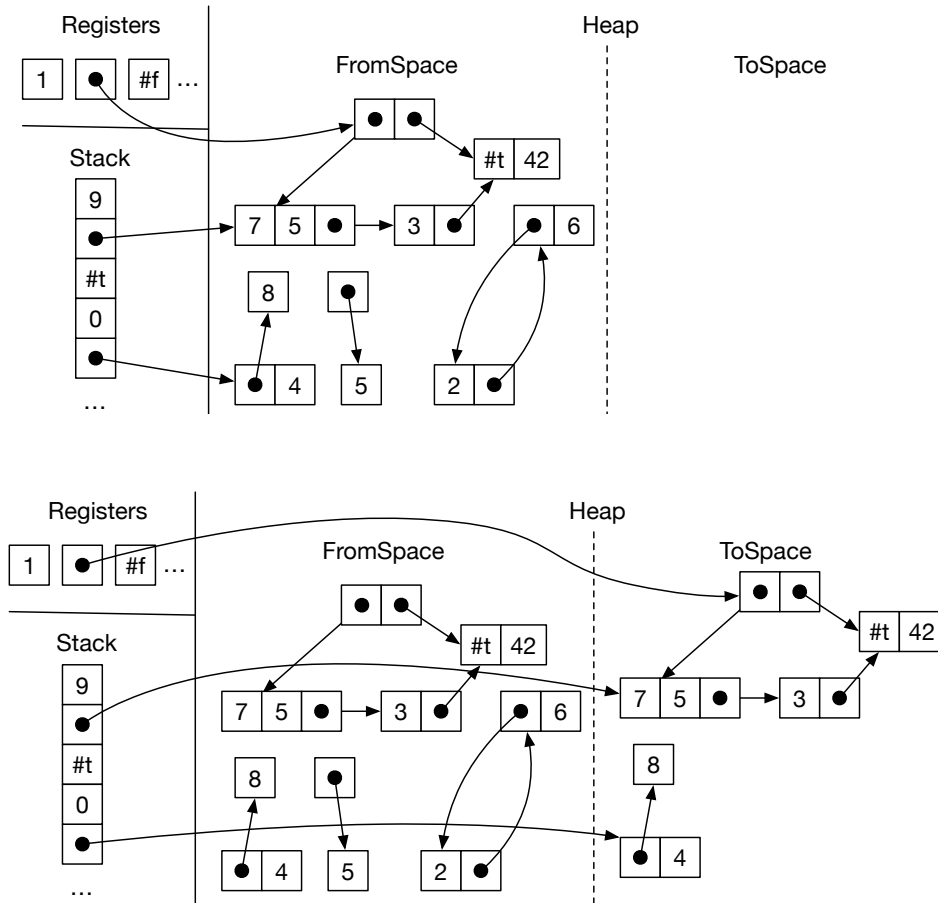 Registers
Heap
FromSpace
ToSpace
1 #f ...
#t 42
Stack
9
7 5 3 6
#t
8
0
4 5 2
...
Registers
Heap
FromSpace
ToSpace
1 #f ...
#t 42
#t 42
Stack
9
7 5 3 6
7 5 3
#t
8
8
0
4 5 2
4
...